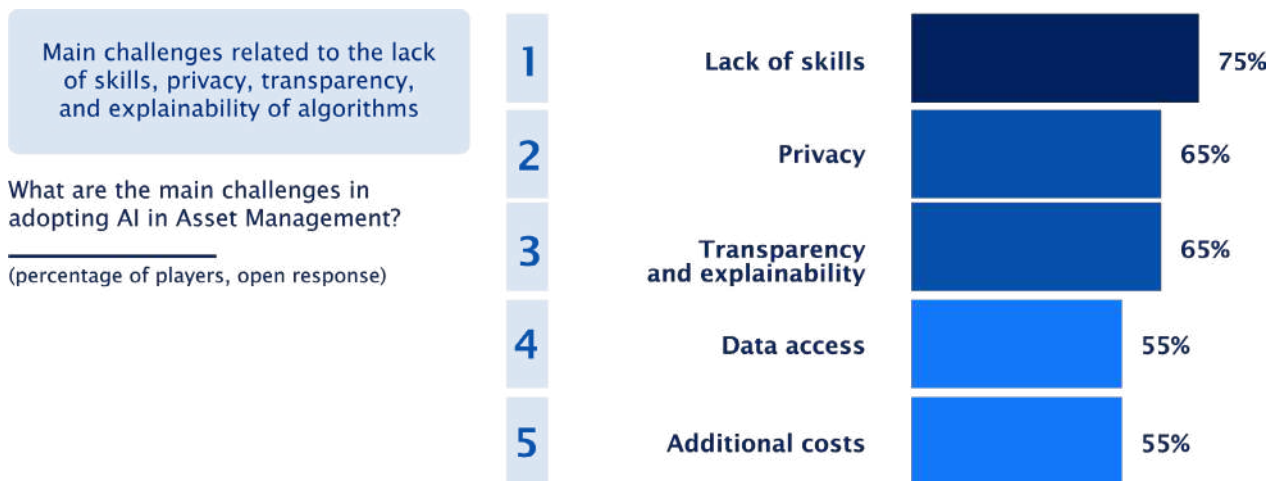 Main challenges related to the lack
of skills, privacy, transparency,
and explainability of algorithms
What are the main challenges in
adopting AI in Asset Management?
(percentage of players, open response)
1 Lack of skills 75%
2 Privacy 65%
3 Transparency
and explainability 65%
4 Data access 55%
5 Additional costs 55%